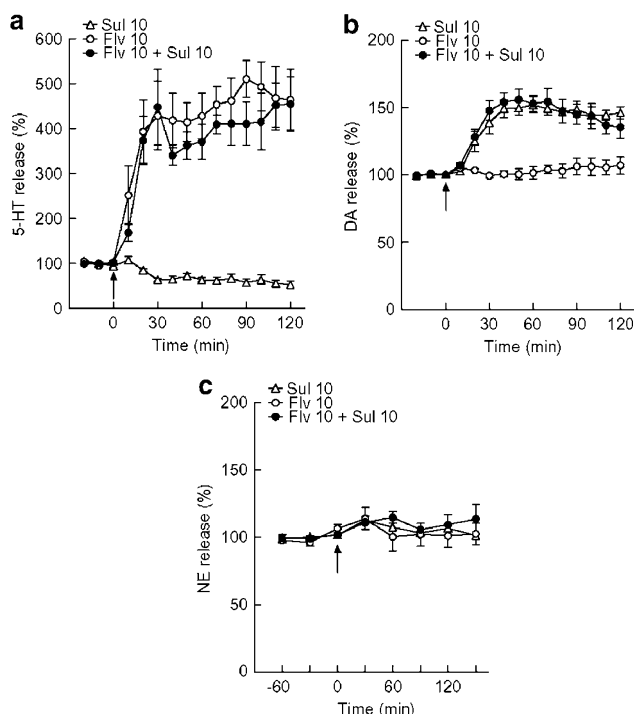 a
Sul 10
Flv 10
Flv 10 + Sul 10
600
500
400
300
200
100
0
5-HT release (%)
0 30 60 90 120
Time (min)
b
Sul 10
Flv 10
Flv 10 + Sul 10
200
150
100
50
0
DA release (%)
0 30 60 90 120
Time (min)
c
Sul 10
Flv 10
Flv 10 + Sul 10
200
150
100
50
0
NE release (%)
-60 0 60 120
Time (min)